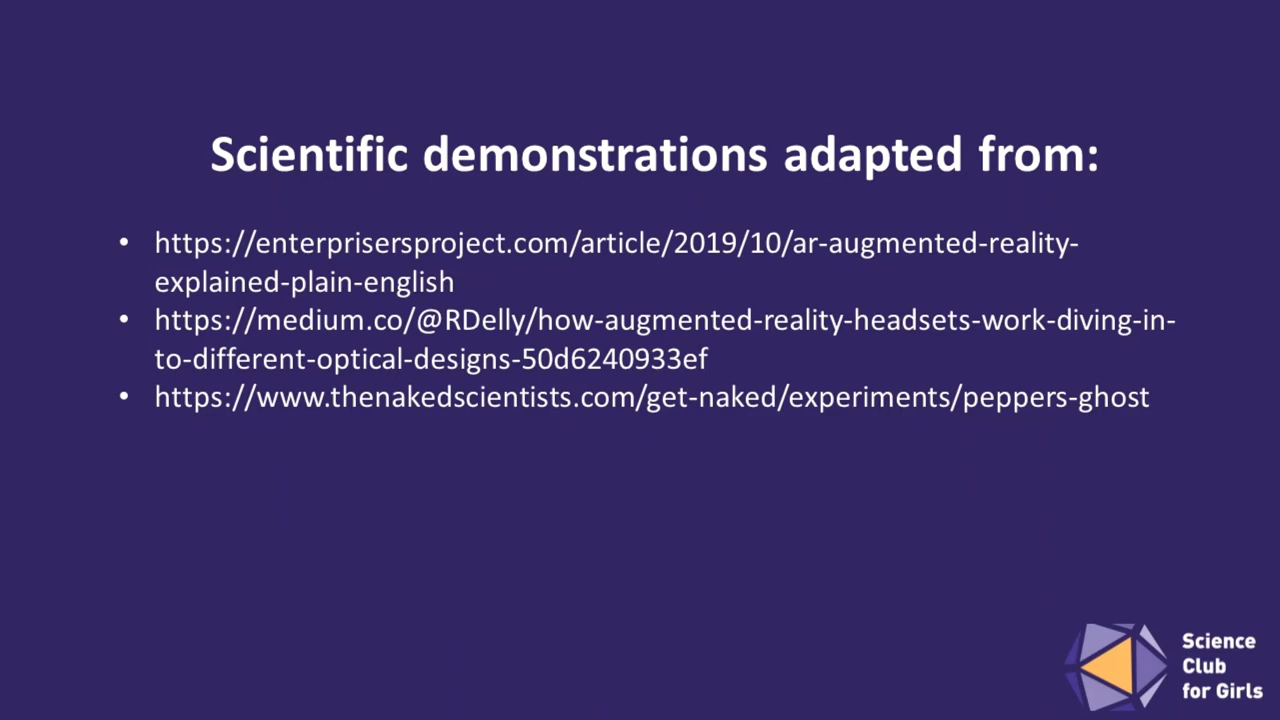 Scientific demonstrations adapted from:
• https://enterprisersproject.com/article/2019/10/ar-augmented-reality-
explained-plain-english
• https://medium.co/@RDelly/how-augmented-reality-headsets-work-diving-in-
to-different-optical-designs-50d6240933ef
• https://www.thenakedscientists.com/get-naked/experiments/peppers-ghost
Science
Club
for Girls